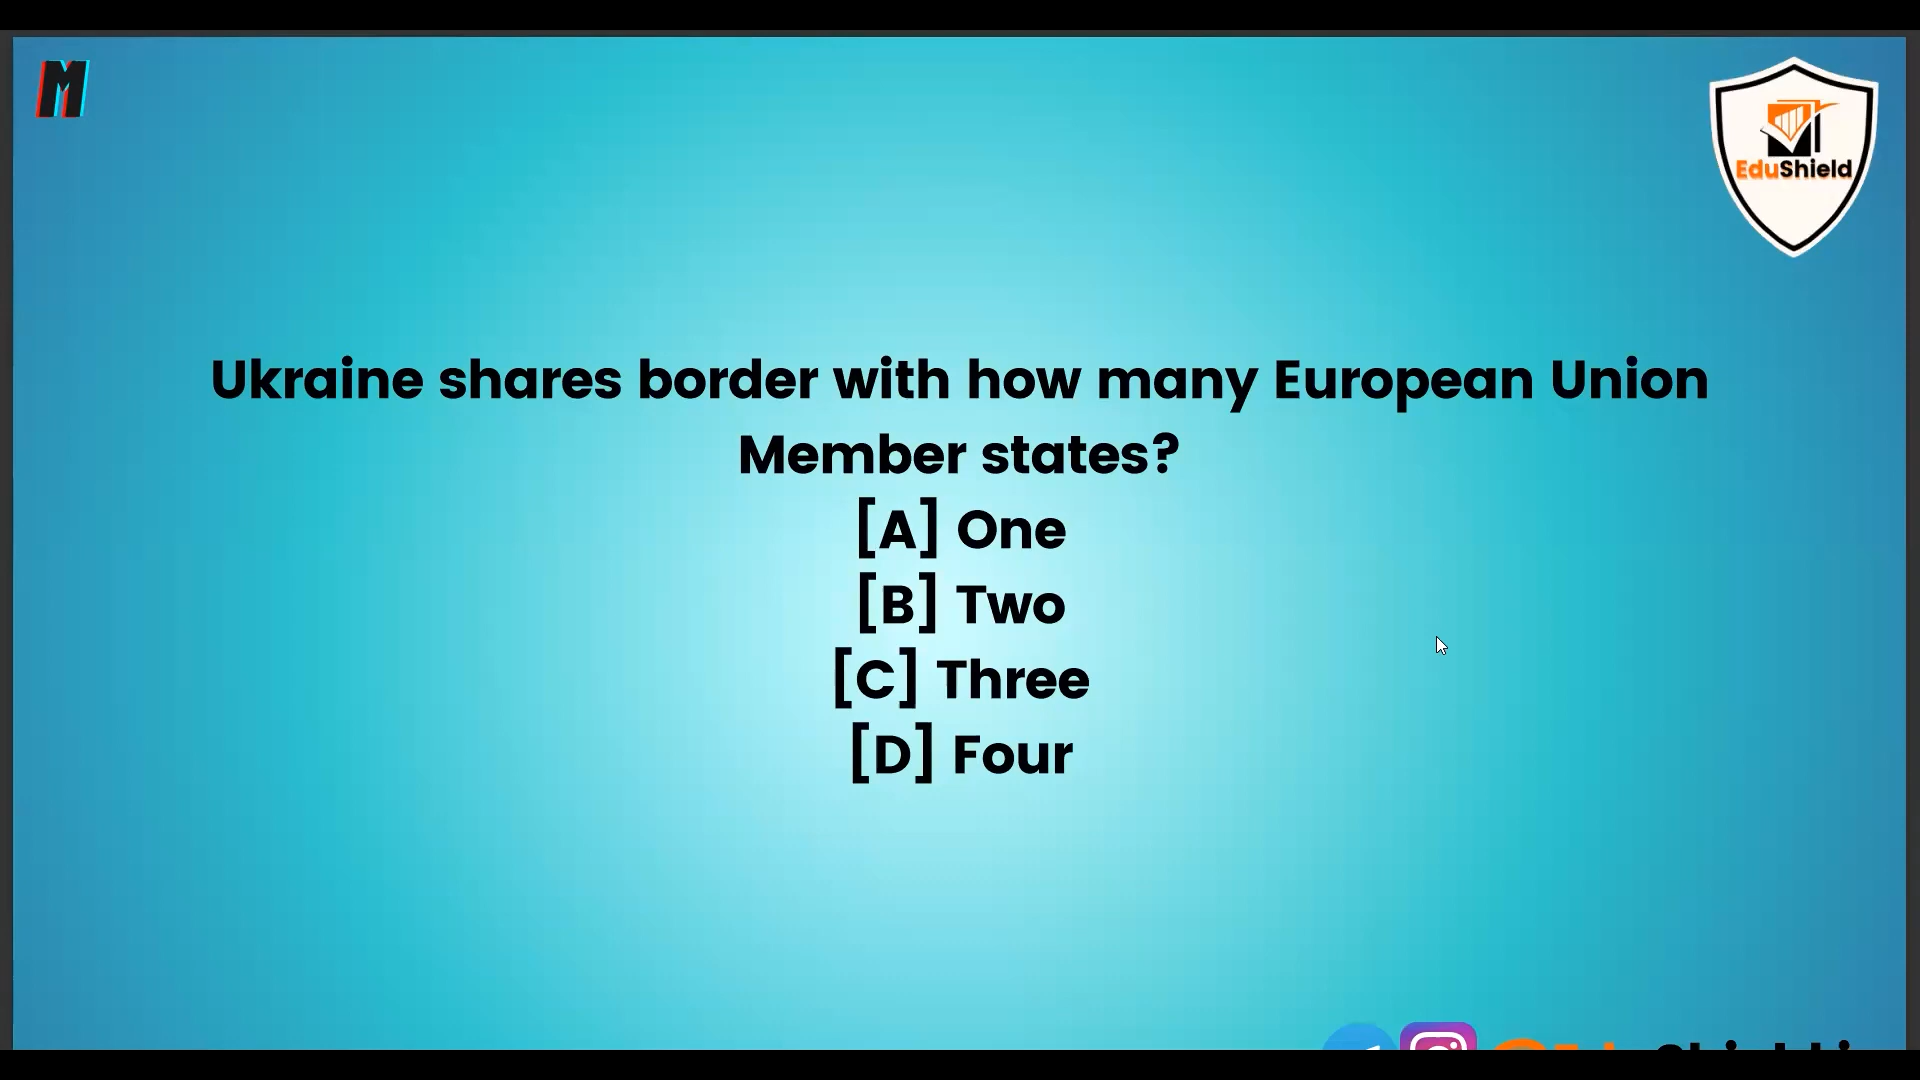 M
EduShield
Ukraine shares border with how many European Union
Member states?
[A] One
[B] Two
[C] Three
[D] Four